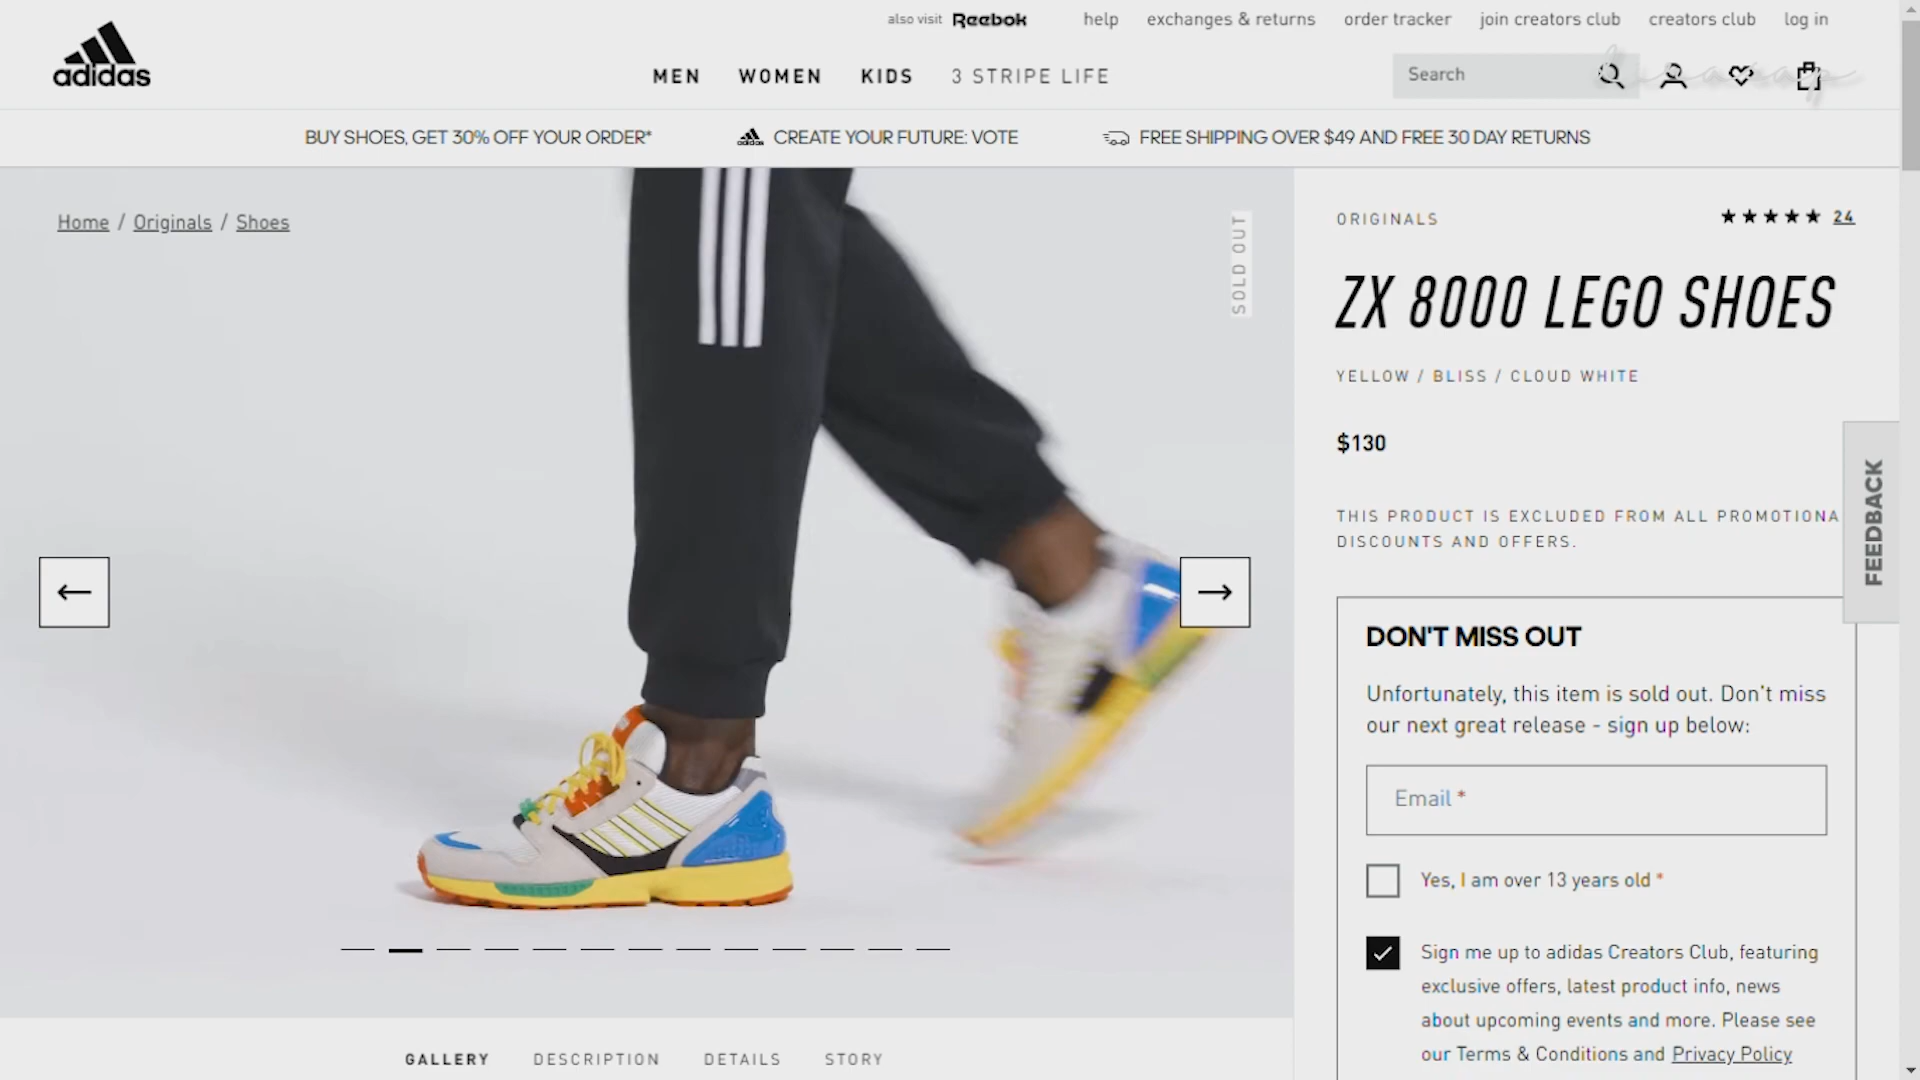 also visit Reebok help exchanges & returns order tracker join creators club creators club log in
adidas
MEN WOMEN KIDS 3 STRIPE LIFE
Search
BUY SHOES, GET 30% OFF YOUR ORDER* adidas CREATE YOUR FUTURE: VOTE FREE SHIPPING OVER $49 AND FREE 30 DAY RETURNS
Home / Originals / Shoes
SOLD OUT
ORIGINALS
24
ZX 8000 LEGO SHOES
YELLOW / BLISS / CLOUD WHITE
$130
THIS PRODUCT IS EXCLUDED FROM ALL PROMOTIONA
DISCOUNTS AND OFFERS.
FEEDBACK
DON'T MISS OUT
Unfortunately, this item is sold out. Don't miss
our next great release - sign up below:
Email *
Yes, I am over 13 years old *
Sign me up to adidas Creators Club, featuring
exclusive offers, latest product info, news
about upcoming events and more. Please see
our Terms & Conditions and Privacy Policy
GALLERY DESCRIPTION DETAILS STORY